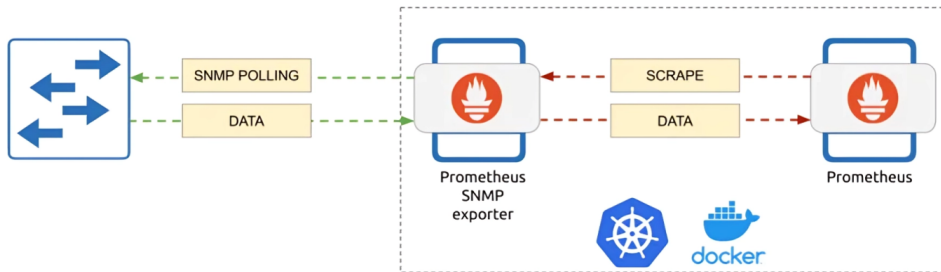 SNMP POLLING
DATA
SCRAPE
DATA
Prometheus
SNMP
exporter
Prometheus
docker